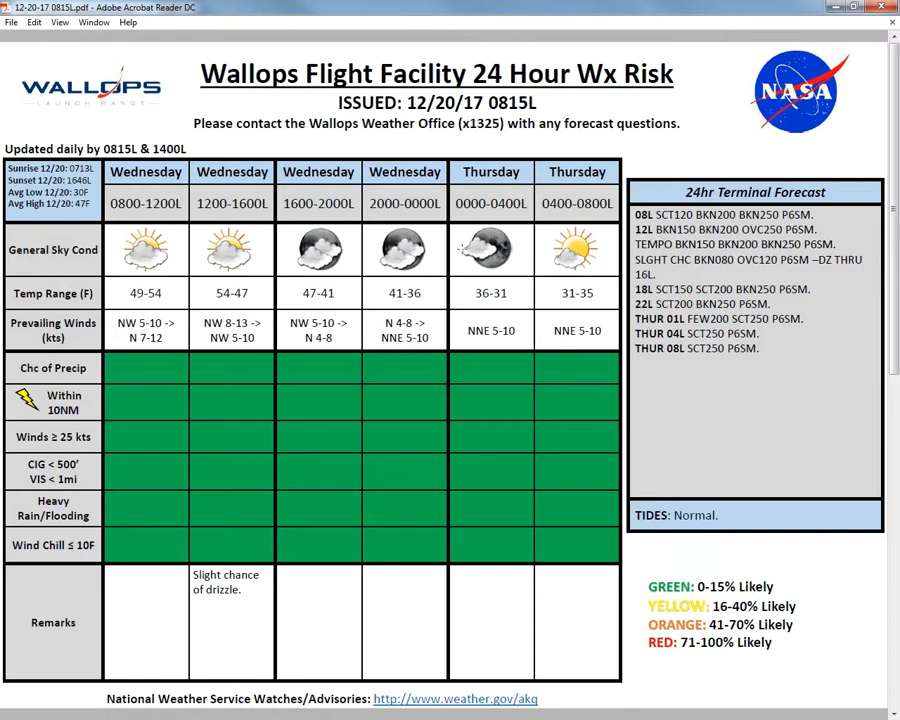 12-20-17 0815L.pdf - Adobe Acrobat Reader DC
File Edit View Window Help
WALLOPS
LAUNCH RANGE
Wallops Flight Facility 24 Hour Wx Risk
ISSUED: 12/20/17 0815L
Please contact the Wallops Weather Office (x1325) with any forecast questions.
NASA
Updated daily by 0815L & 1400L
Sunrise 12/20: 0713L
Sunset 12/20: 1646L
Avg Low 12/20: 30F
Avg High 12/20: 47F
Wednesday Wednesday Wednesday Wednesday Thursday Thursday
0800-1200L 1200-1600L 1600-2000L 2000-0000L 0000-0400L 0400-0800L
General Sky Cond
Temp Range (F) 49-54 54-47 47-41 41-36 36-31 31-35
Prevailing Winds (kts)
NW 5-10 -> N 7-12
NW 8-13 -> NW 5-10
NW 5-10 -> N 4-8
N 4-8 -> NNE 5-10
NNE 5-10
NNE 5-10
Chc of Precip
Within
10NM
Winds ≥ 25 kts
CIG < 500’
VIS < 1mi
Heavy
Rain/Flooding
Wind Chill ≤ 10F
Remarks
Slight chance
of drizzle.
24hr Terminal Forecast
08L SCT120 BKN200 BKN250 P6SM.
12L BKN150 BKN200 OVC250 P6SM.
TEMPO BKN150 BKN200 BKN250 P6SM.
SLGHT CHC BKN080 OVC120 P6SM –DZ THRU
16L.
18L SCT150 SCT200 BKN250 P6SM.
22L SCT200 BKN250 P6SM.
THUR 01L FEW200 SCT250 P6SM.
THUR 04L SCT250 P6SM.
THUR 08L SCT250 P6SM.
TIDES: Normal.
GREEN: 0-15% Likely
YELLOW: 16-40% Likely
ORANGE: 41-70% Likely
RED: 71-100% Likely
National Weather Service Watches/Advisories: http://www.weather.gov/akq